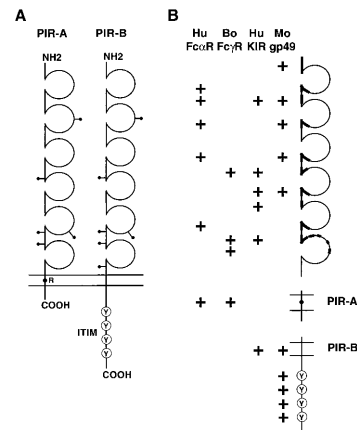 A
PIR-A PIR-B
NH2 NH2
R
COOH
ITIM
Y
Y
Y
Y
COOH
B
Hu Bo Hu Mo
FcαR FcγR KIR gp49
+
+
+ + +
+ +
+ +
+ +
+ +
+
+
+ +
+
+ + PIR-A
+ + PIR-B
+ Y
+ Y
+ Y
+ Y